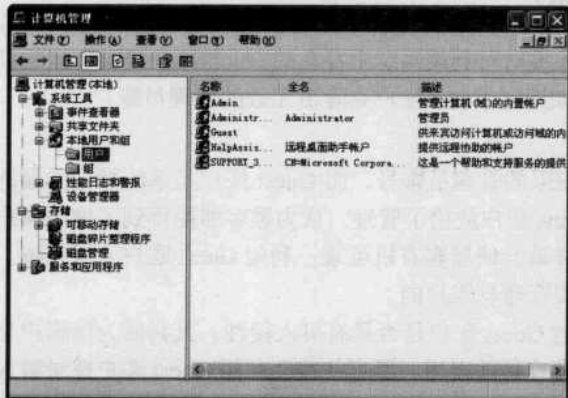 计算机管理
文件(F) 操作(A) 查看(V) 窗口(W) 帮助(H)
计算机管理(本地)
系统工具
事件查看器
共享文件夹
本地用户和组
用户
组
性能日志和警报
设备管理器
存储
可移动存储
磁盘碎片整理程序
磁盘管理
服务和应用程序
名称 全名 描述
Admin 管理计算机(域)的内置帐户
Administr... Administrator 管理员
Guest 供来宾访问计算机或访问域的内
HelpAssis... 远程桌面助手帐户 提供远程协助的帐户
SUPPORT_3... CN=Microsoft Corpora... 这是一个帮助和支持服务的提供